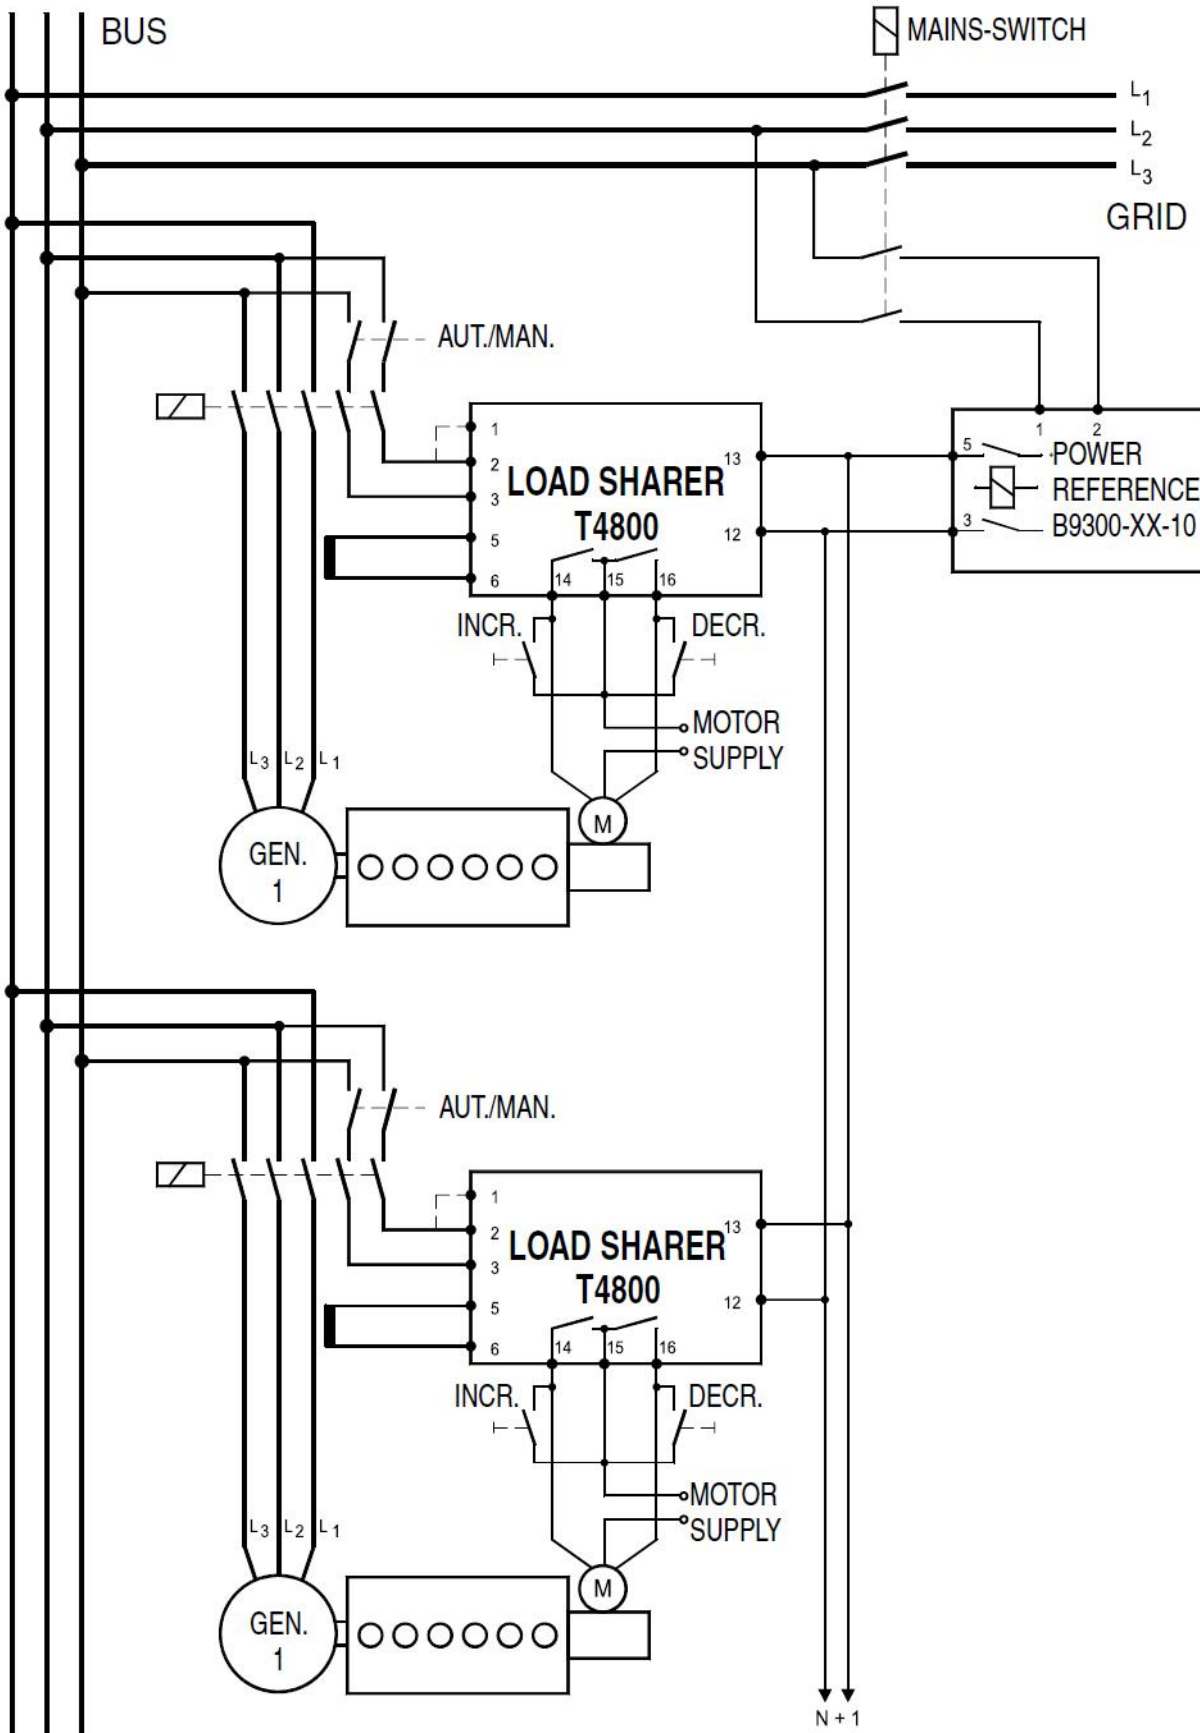 BUS
MAINS-SWITCH
L1
L2
L3
GRID
AUT./MAN.
1
2
3
5
6
LOAD SHARER
T4800
13
12
14 15 16
1 2
5 POWER
REFERENCE
3 B9300-XX-10
INCR.
DECR.
MOTOR
SUPPLY
L3 L2 L1
M
GEN.
1
AUT./MAN.
1
2
3
5
6
LOAD SHARER
T4800
13
12
14 15 16
INCR.
DECR.
MOTOR
SUPPLY
L3 L2 L1
M
GEN.
1
N + 1